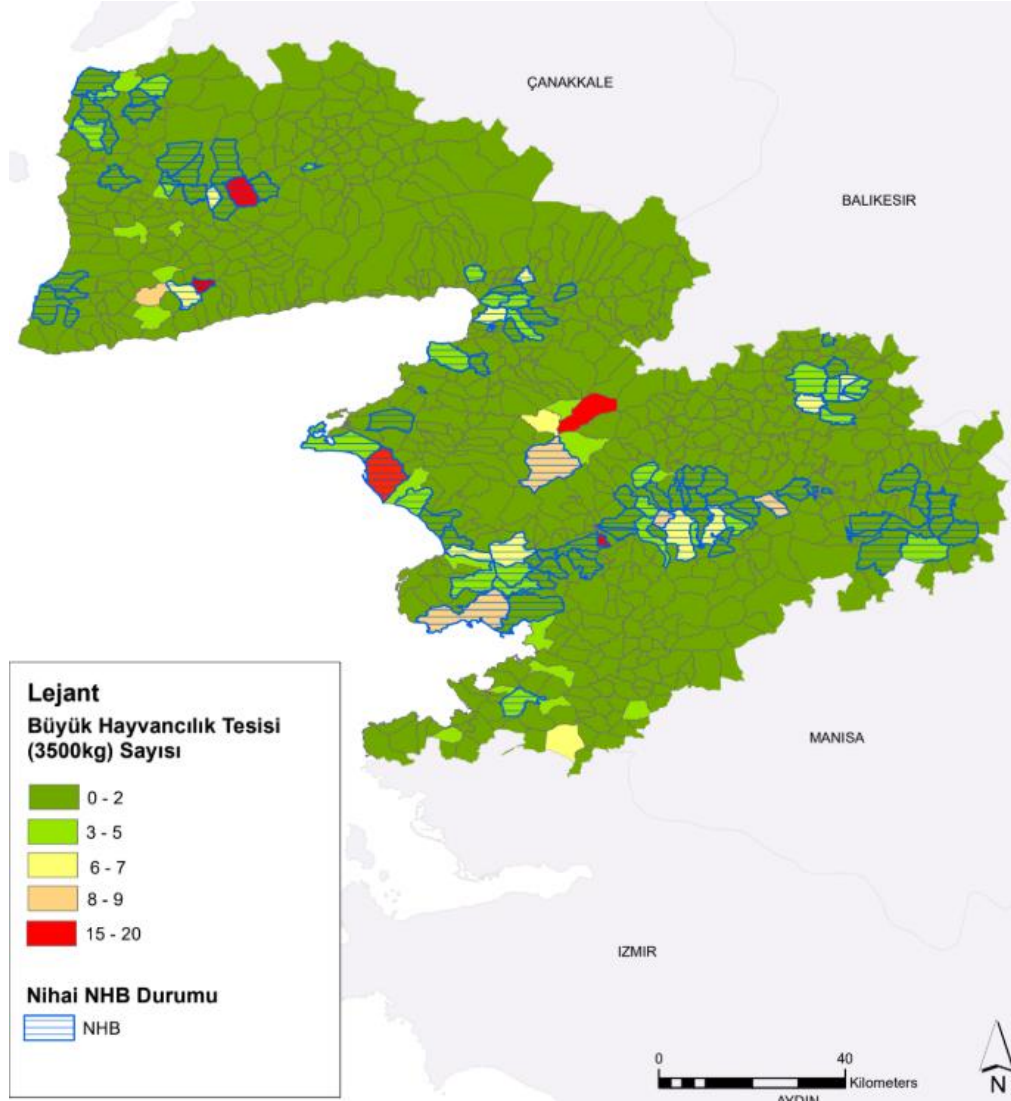 ÇANAKKALE
BALIKESIR
MANISA
IZMIR
Lejant
Büyük Hayvancılık Tesisi
(3500kg) Sayısı
0 - 2
3 - 5
6 - 7
8 - 9
15 - 20
Nihai NHB Durumu
NHB
0 40
Kilometers
N
AYDIN